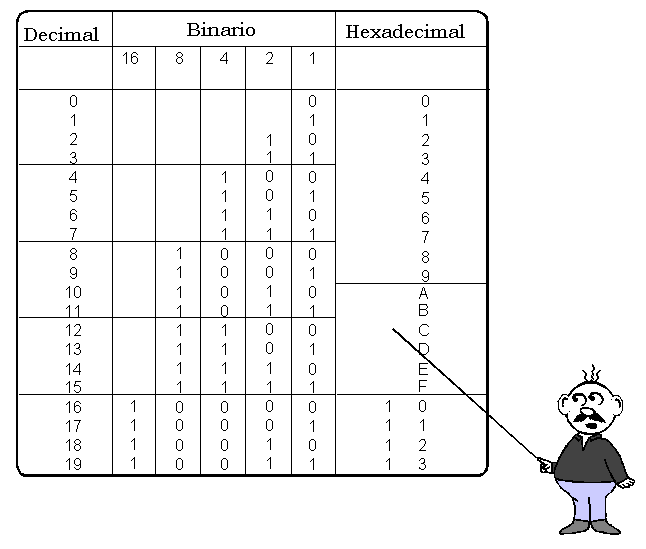 Decimal Binario Hexadecimal
16 8 4 2 1
0 0 0
1 1 1
2 1 0 2
3 1 1 3
4 1 0 0 4
5 1 0 1 5
6 1 1 0 6
7 1 1 1 7
8 1 0 0 0 8
9 1 0 0 1 9
10 1 0 1 0 A
11 1 0 1 1 B
12 1 1 0 0 C
13 1 1 0 1 D
14 1 1 1 0 E
15 1 1 1 1 F
16 1 0 0 0 0 1 0
17 1 0 0 0 1 1 1
18 1 0 0 1 0 1 2
19 1 0 0 1 1 1 3